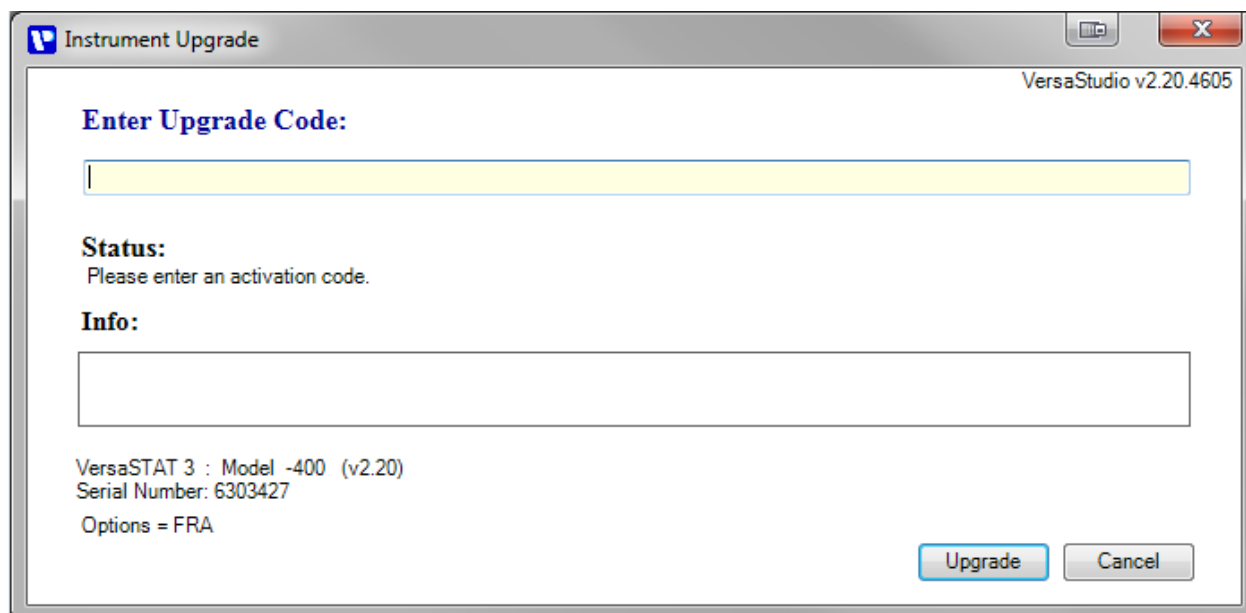 Instrument Upgrade
VersaStudio v2.20.4605
Enter Upgrade Code:
Status:
Please enter an activation code.
Info:
VersaSTAT 3 : Model -400 (v2.20)
Serial Number: 6303427
Options = FRA
Upgrade Cancel